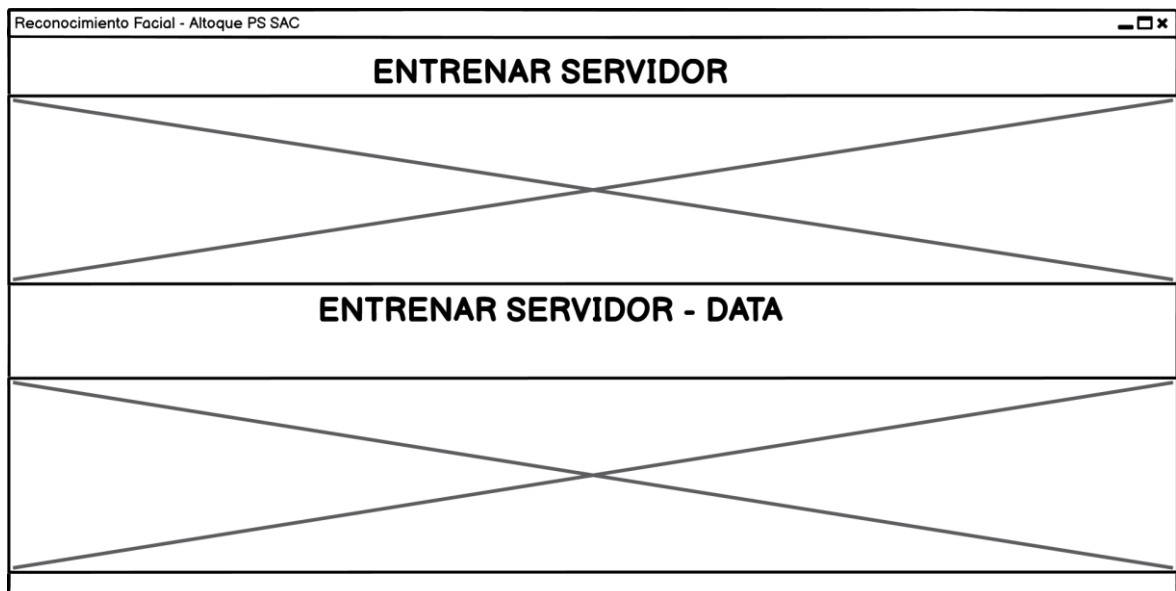 Reconocimiento Facial - Altoque PS SAC
ENTRENAR SERVIDOR
ENTRENAR SERVIDOR - DATA